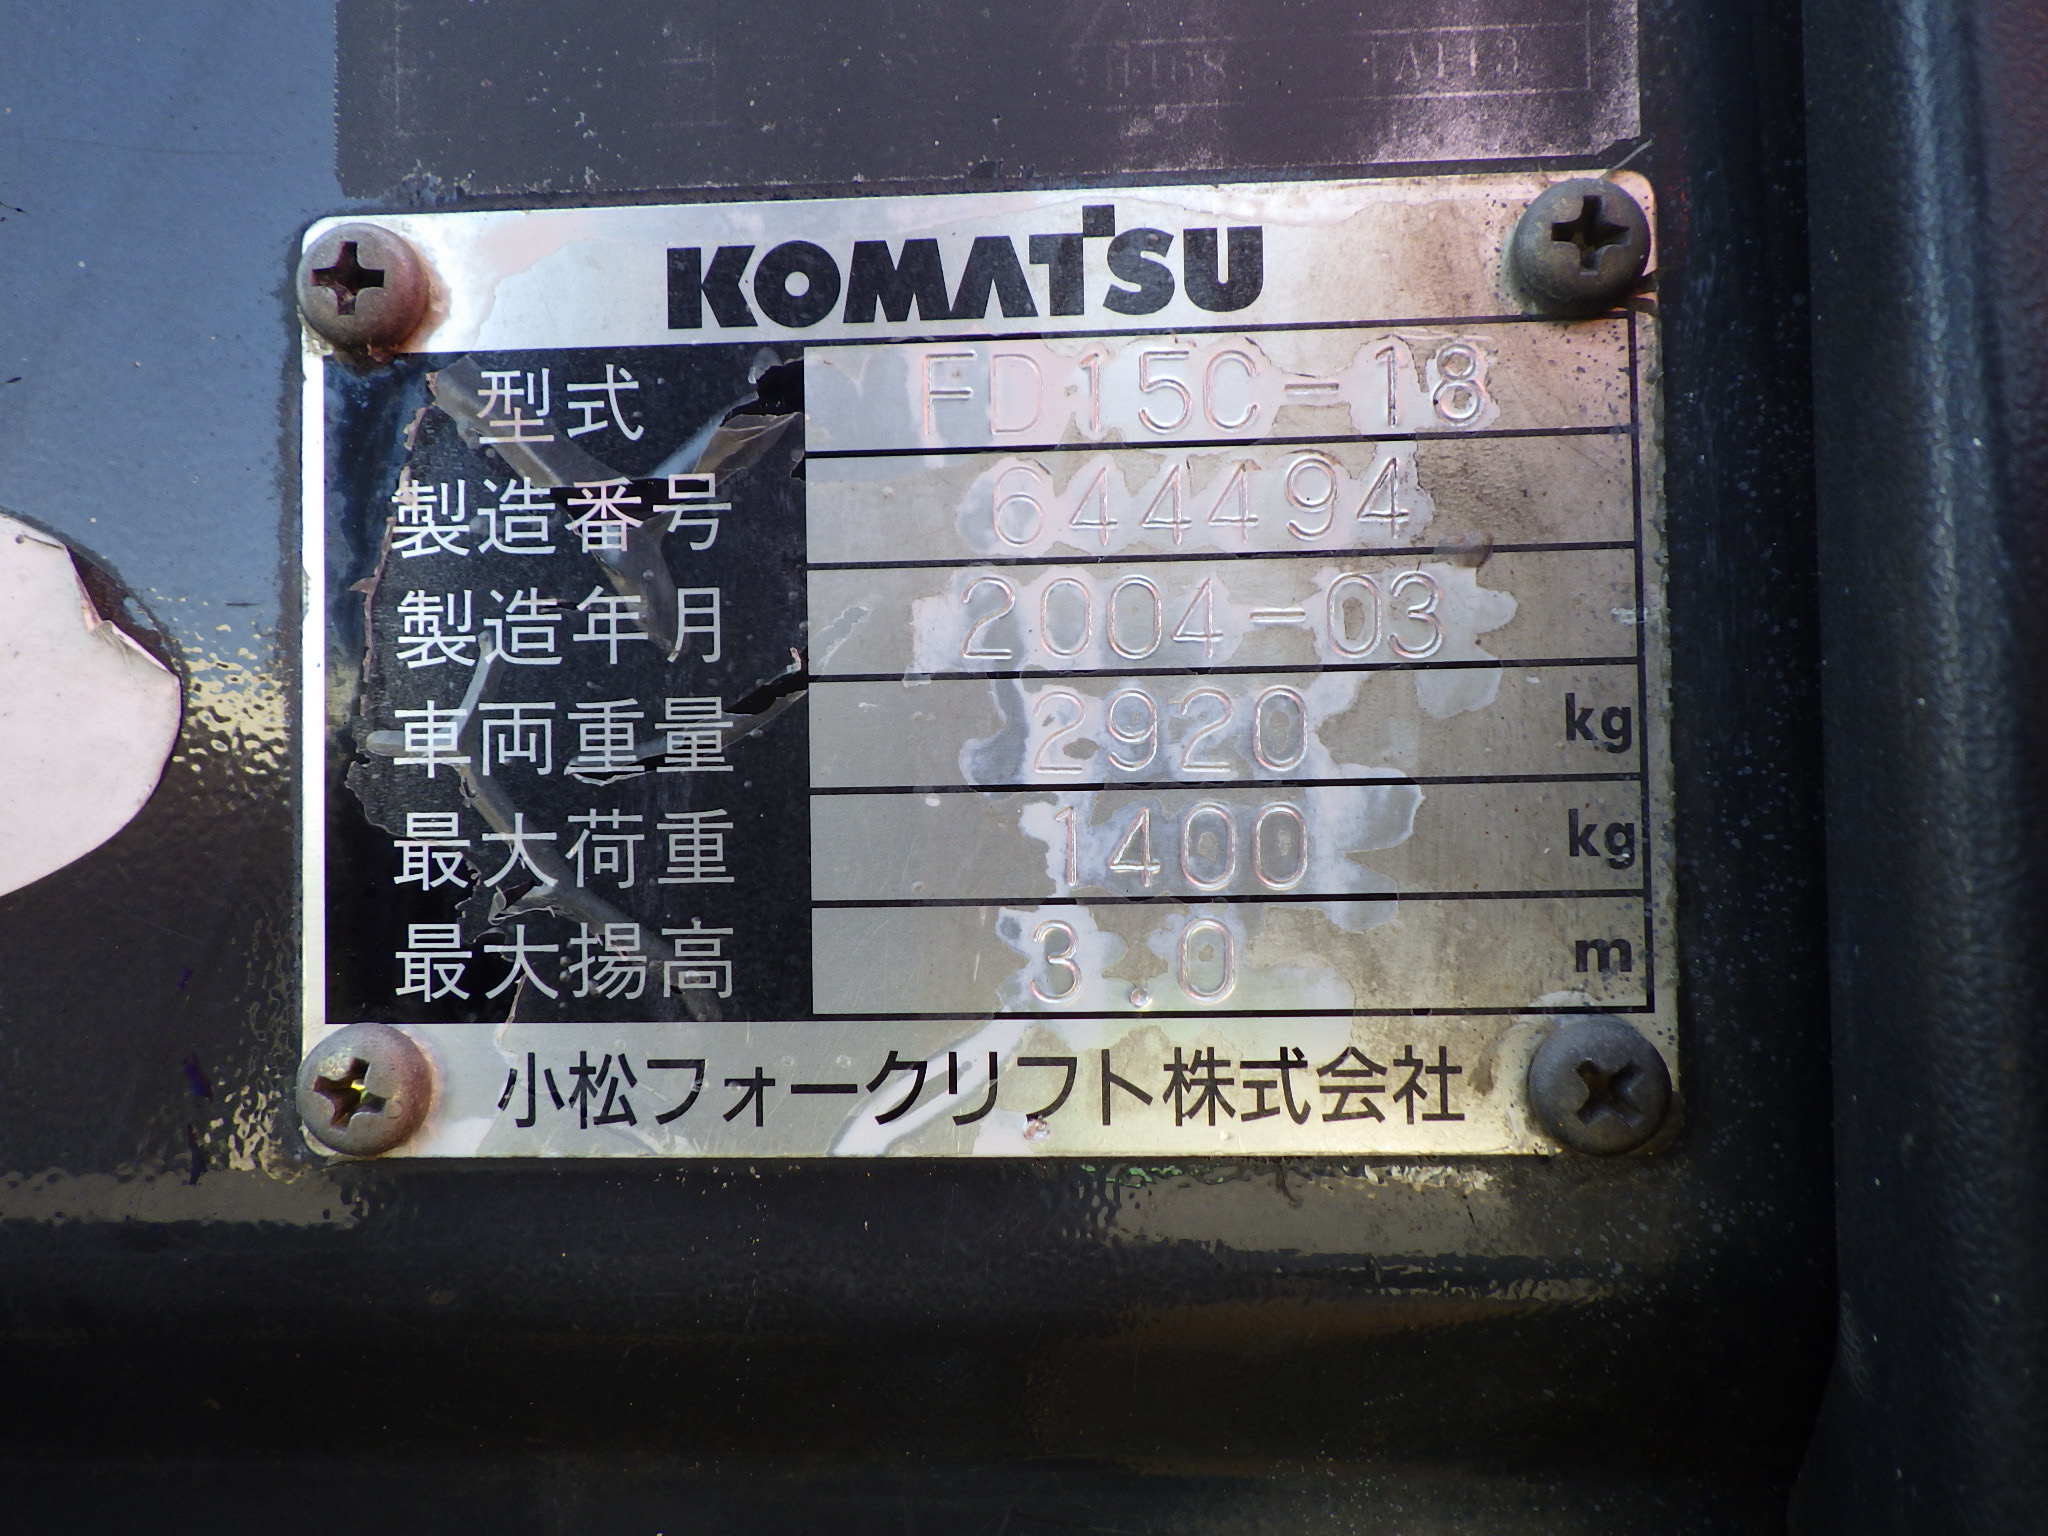 KOMATSU
型式 FD15C-18
製造番号 644494
製造年月 2004-03
車両重量 2920 kg
最大荷重 1400 kg
最大揚高 3.0 m
小松フォークリフト株式会社